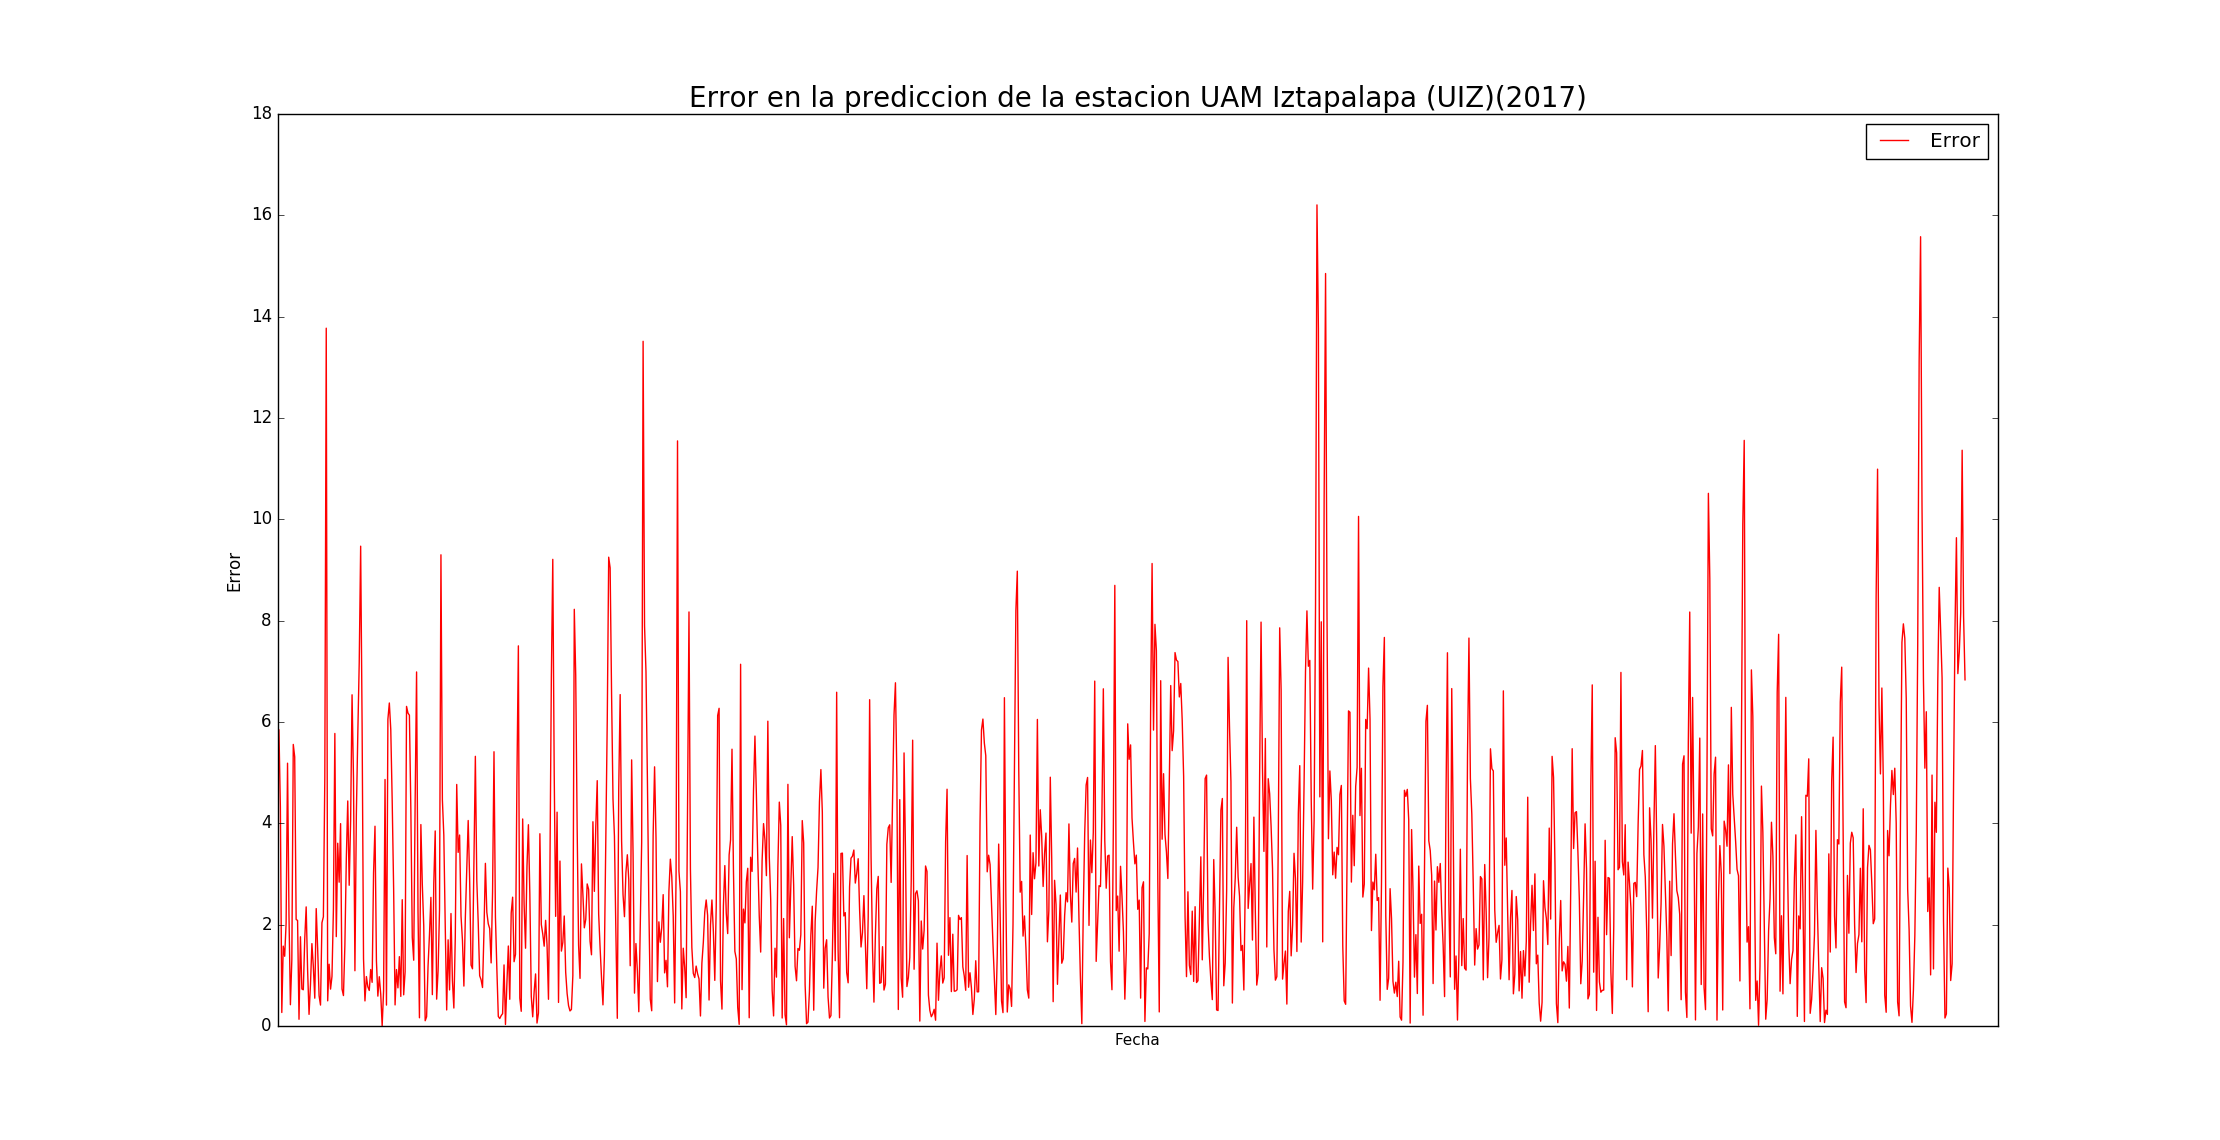 Error en la prediccion de la estacion UAM Iztapalapa (UIZ)(2017)
18
16
14
12
10
8
6
4
2
0
Error
Error
Fecha